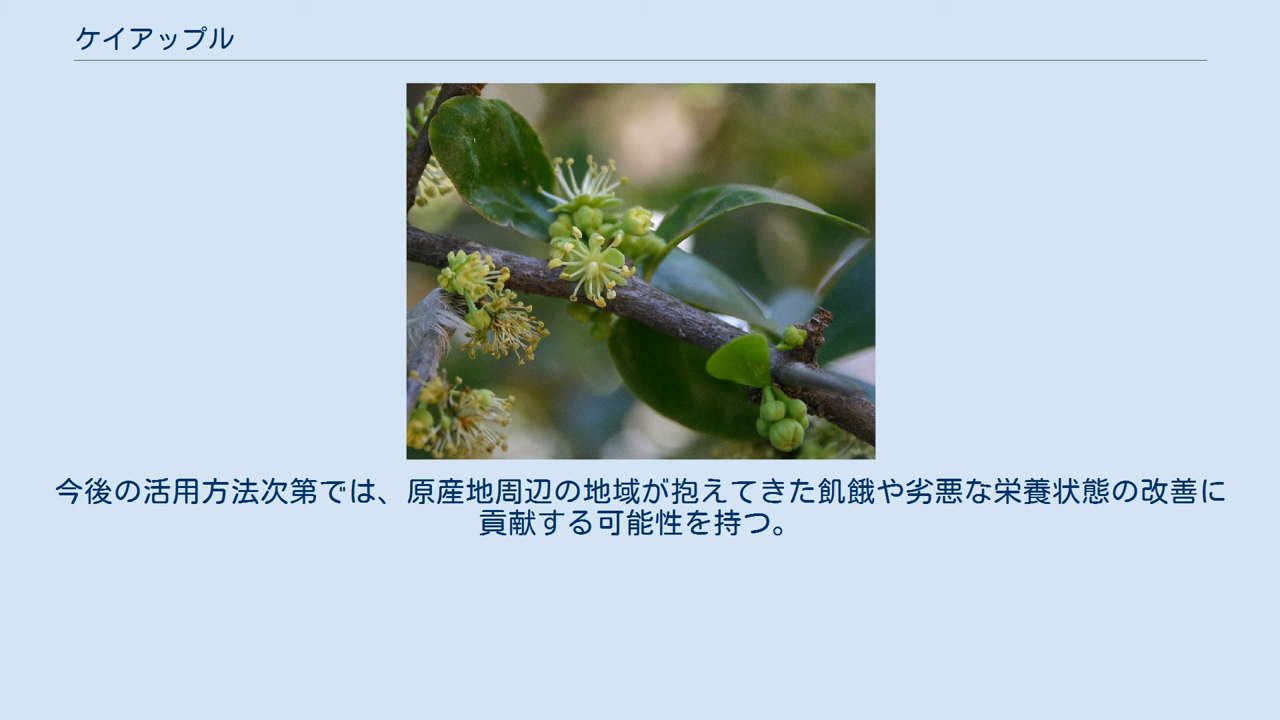 ケイアップル
今後の活用方法次第では、原産地周辺の地域が抱えてきた飢餓や劣悪な栄養状態の改善に
貢献する可能性を持つ。